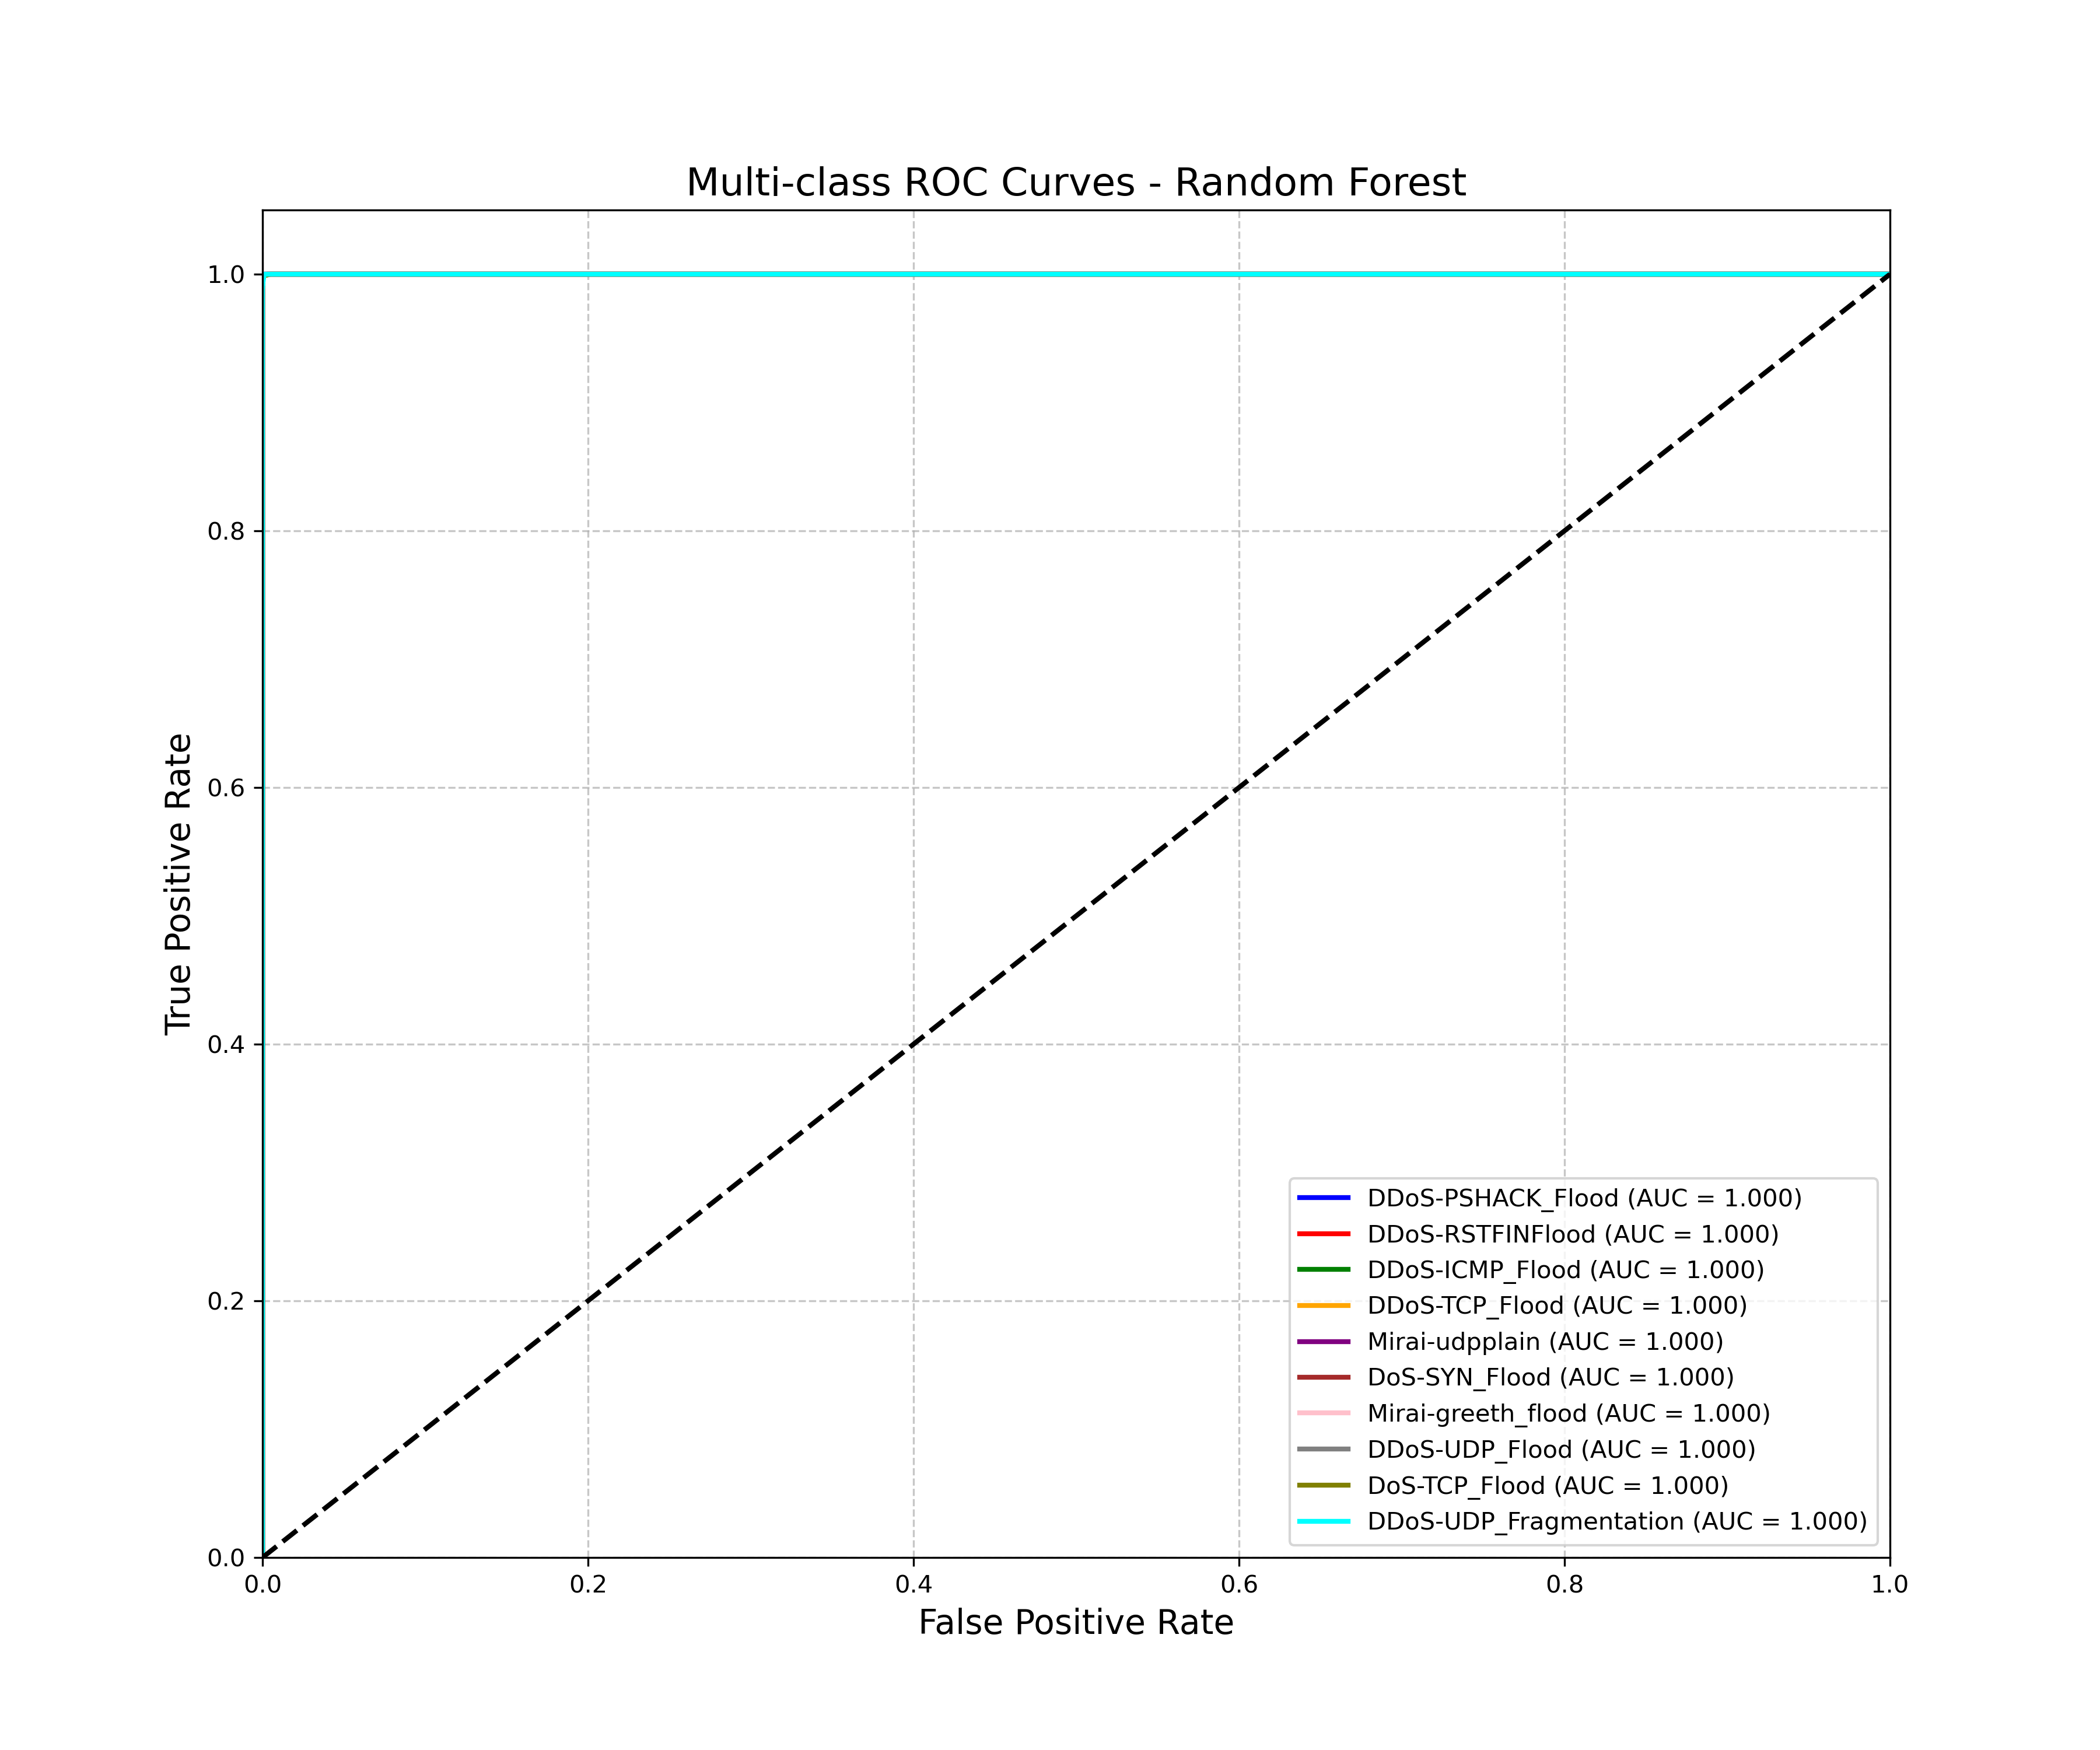 Multi-class ROC Curves - Random Forest
True Positive Rate
1.0
0.8
0.6
0.4
0.2
0.0
0.0 0.2 0.4 0.6 0.8 1.0
False Positive Rate
DDoS-PSHACK_Flood (AUC = 1.000)
DDoS-RSTFINFlood (AUC = 1.000)
DDoS-ICMP_Flood (AUC = 1.000)
DDoS-TCP_Flood (AUC = 1.000)
Mirai-udpplain (AUC = 1.000)
DoS-SYN_Flood (AUC = 1.000)
Mirai-greeth_flood (AUC = 1.000)
DDoS-UDP_Flood (AUC = 1.000)
DoS-TCP_Flood (AUC = 1.000)
DDoS-UDP_Fragmentation (AUC = 1.000)